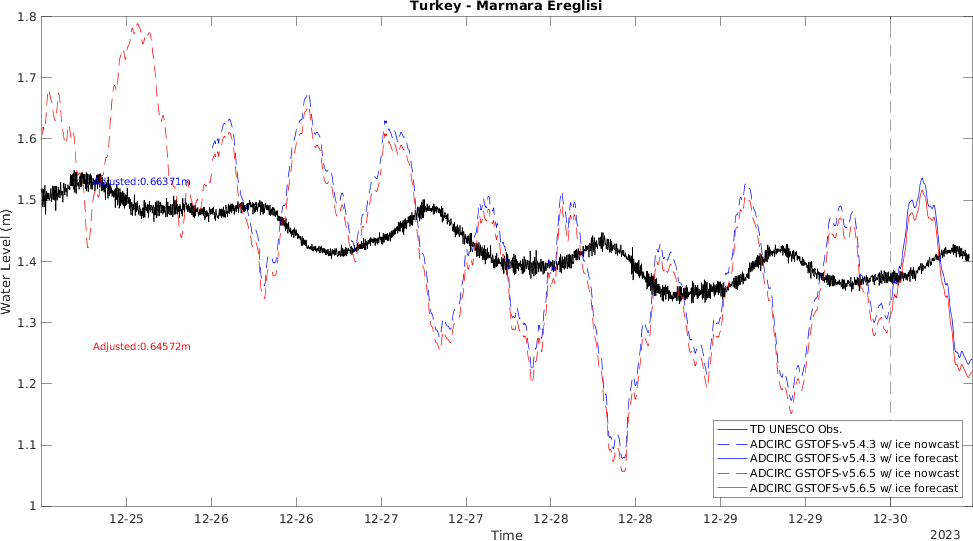 Turkey - Marmara Ereglisi
1.8
1.7
1.6
1.5
1.4
1.3
1.2
1.1
1
Water Level (m)
Adjusted:0.66371m
Adjusted:0.64572m
TD UNESCO Obs.
ADCIRC GSTOFS-v5.4.3 w/ ice nowcast
ADCIRC GSTOFS-v5.4.3 w/ ice forecast
ADCIRC GSTOFS-v5.6.5 w/ ice nowcast
ADCIRC GSTOFS-v5.6.5 w/ ice forecast
12-25 12-26 12-26 12-27 12-27 12-28 12-28 12-29 12-29 12-30
Time
2023